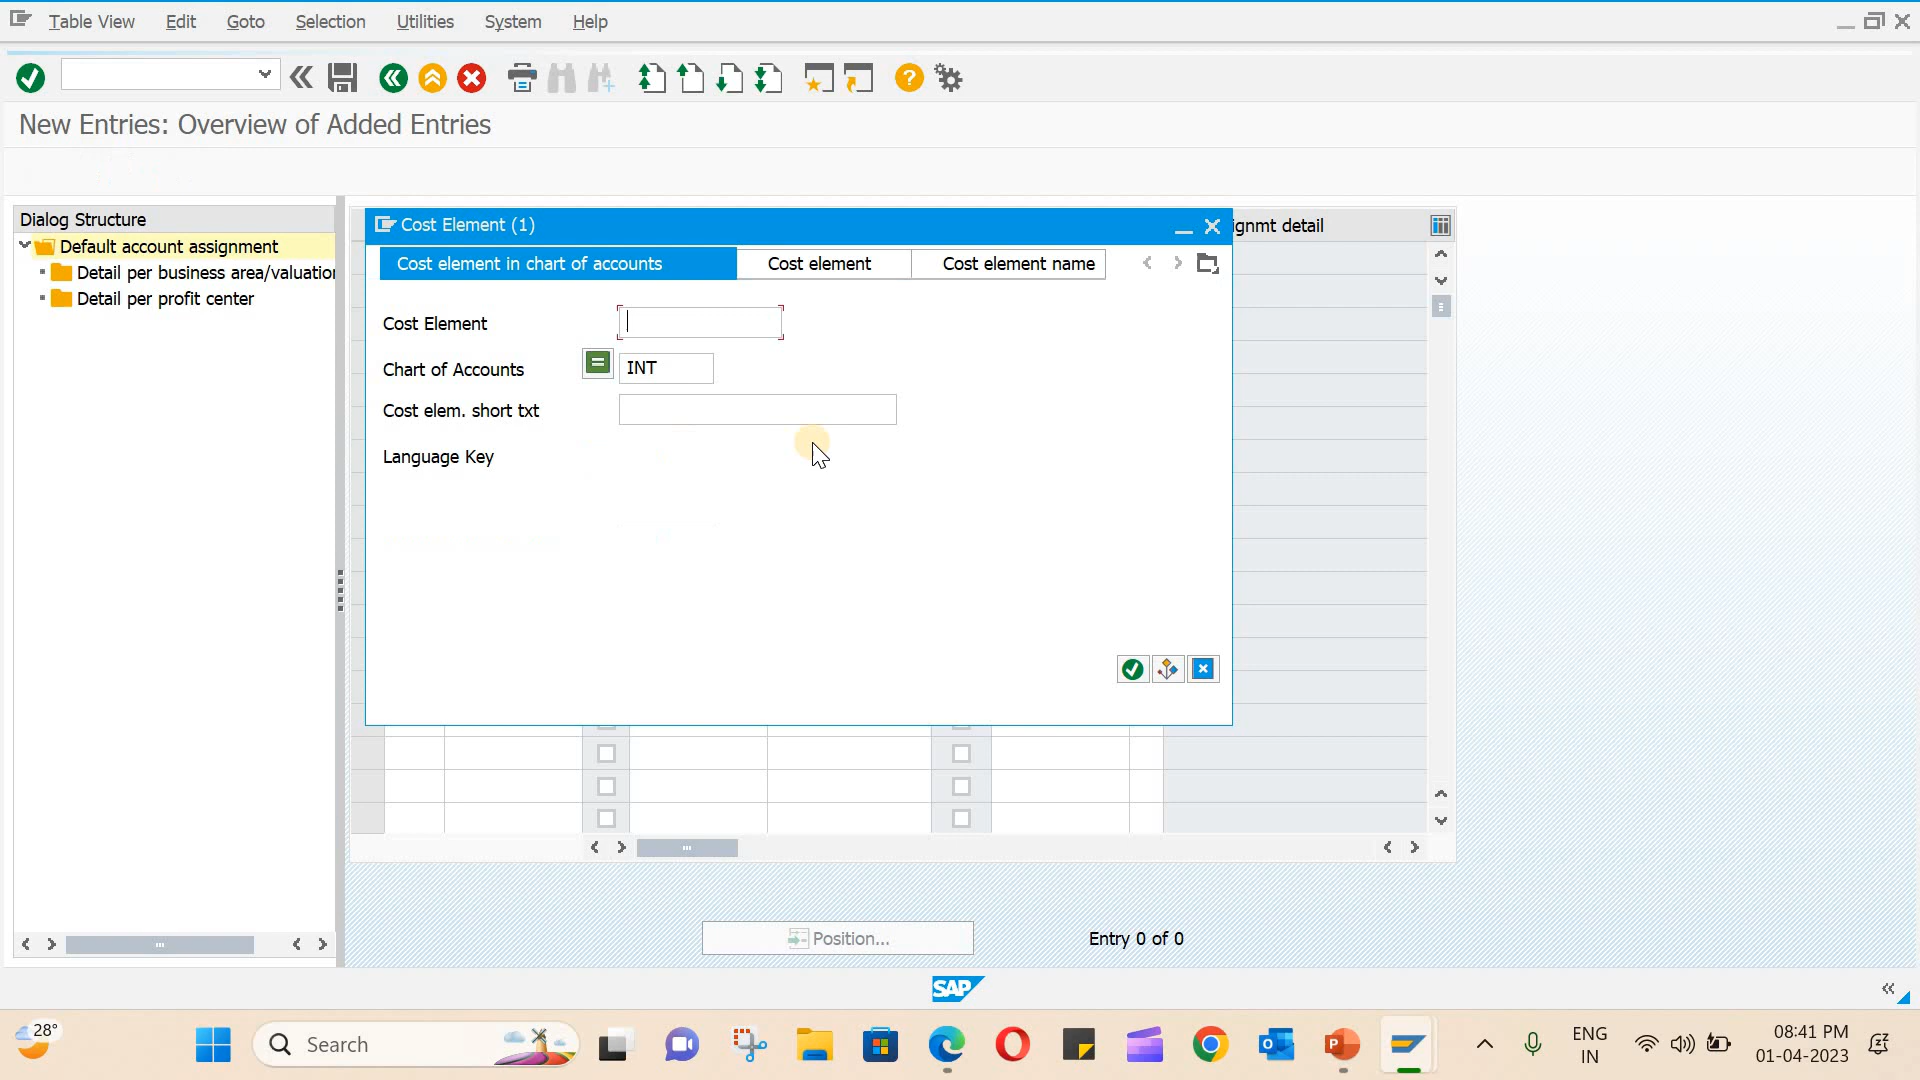 Table View Edit Goto Selection Utilities System Help
New Entries: Overview of Added Entries
Dialog Structure
Default account assignment
Detail per business area/valuation
Detail per profit center
Cost Element (1)
ignmt detail
Cost element in chart of accounts Cost element Cost element name
Cost Element
Chart of Accounts INT
Cost elem. short txt
Language Key
Position... Entry 0 of 0
SAP
28°
Search
ENG
IN
08:41 PM
01-04-2023